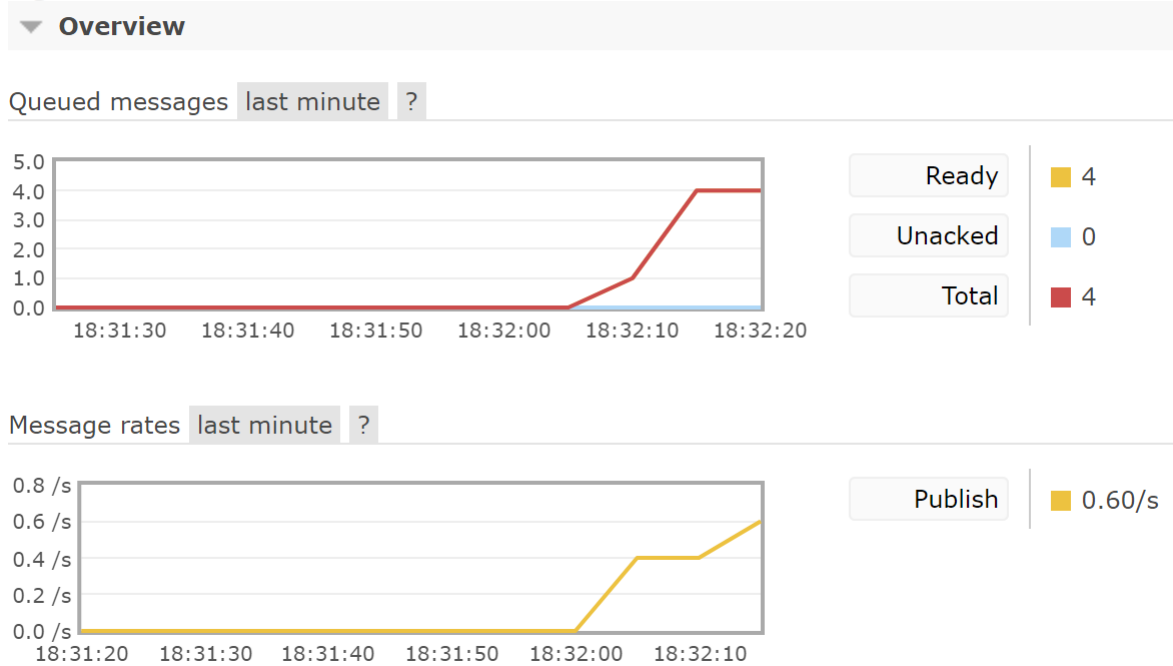 Overview
Queued messages last minute ?
5.0
4.0
3.0
2.0
1.0
0.0
18:31:30 18:31:40 18:31:50 18:32:00 18:32:10 18:32:20
Ready 4
Unacked 0
Total 4
Message rates last minute ?
0.8 /s
0.6 /s
0.4 /s
0.2 /s
0.0 /s
18:31:20 18:31:30 18:31:40 18:31:50 18:32:00 18:32:10
Publish 0.60/s